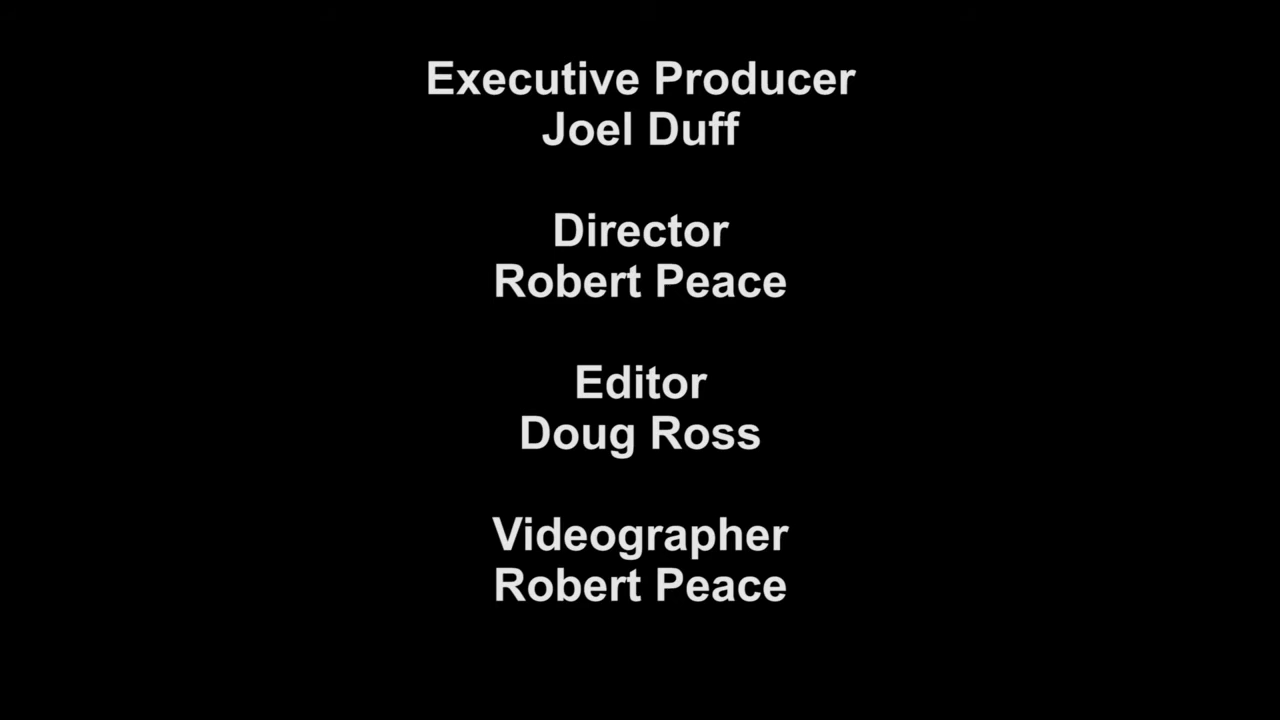 Executive Producer
Joel Duff
Director
Robert Peace
Editor
Doug Ross
Videographer
Robert Peace